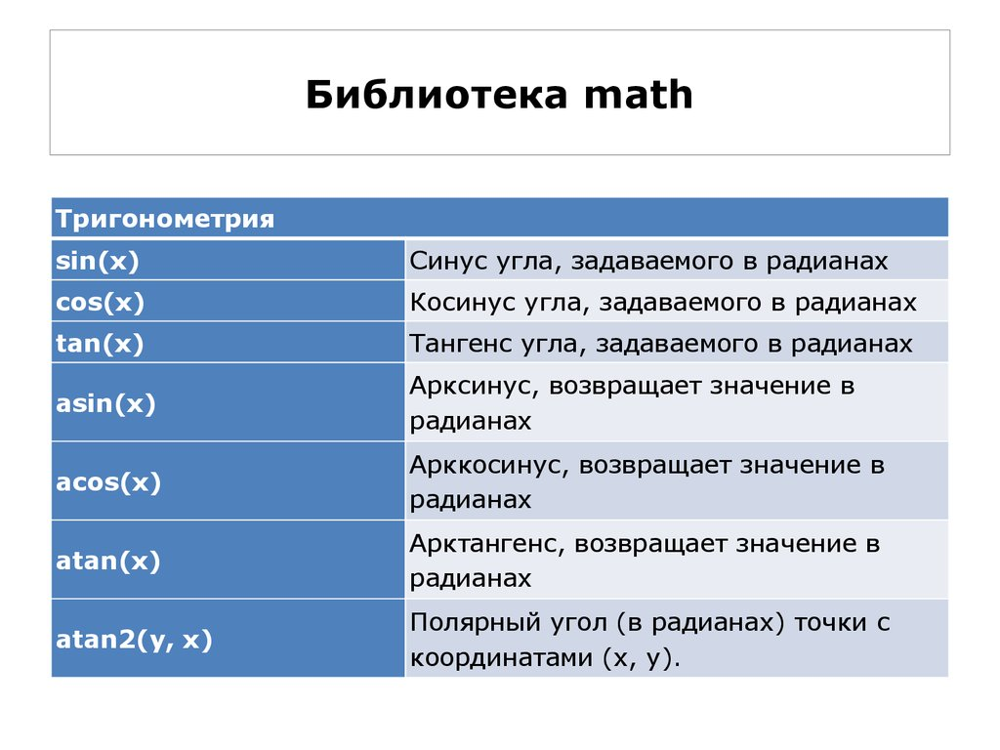 Библиотека math
Тригонометрия
sin(x)
Синус угла, задаваемого в радианах
cos(x)
Косинус угла, задаваемого в радианах
tan(x)
Тангенс угла, задаваемого в радианах
asin(x)
Арксинус, возвращает значение в
радианах
acos(x)
Арккосинус, возвращает значение в
радианах
atan(x)
Арктангенс, возвращает значение в
радианах
atan2(y, x)
Полярный угол (в радианах) точки с
координатами (x, y).